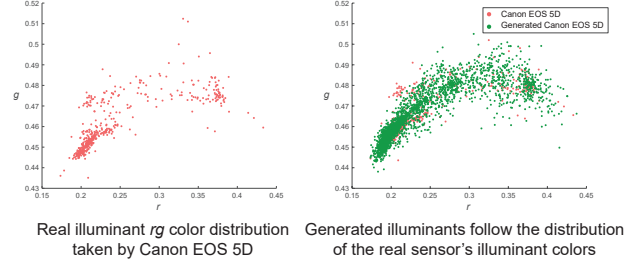 0.52
0.51
0.5
0.49
0.48
g
0.47
0.46
0.45
0.44
0.43
0.15 0.2 0.25 0.3 0.35 0.4 0.45
r
Real illuminant rg color distribution
taken by Canon EOS 5D
Canon EOS 5D
Generated Canon EOS 5D
0.52
0.51
0.5
0.49
0.48
g
0.47
0.46
0.45
0.44
0.43
0.15 0.2 0.25 0.3 0.35 0.4 0.45
r
Generated illuminants follow the distribution
of the real sensor's illuminant colors